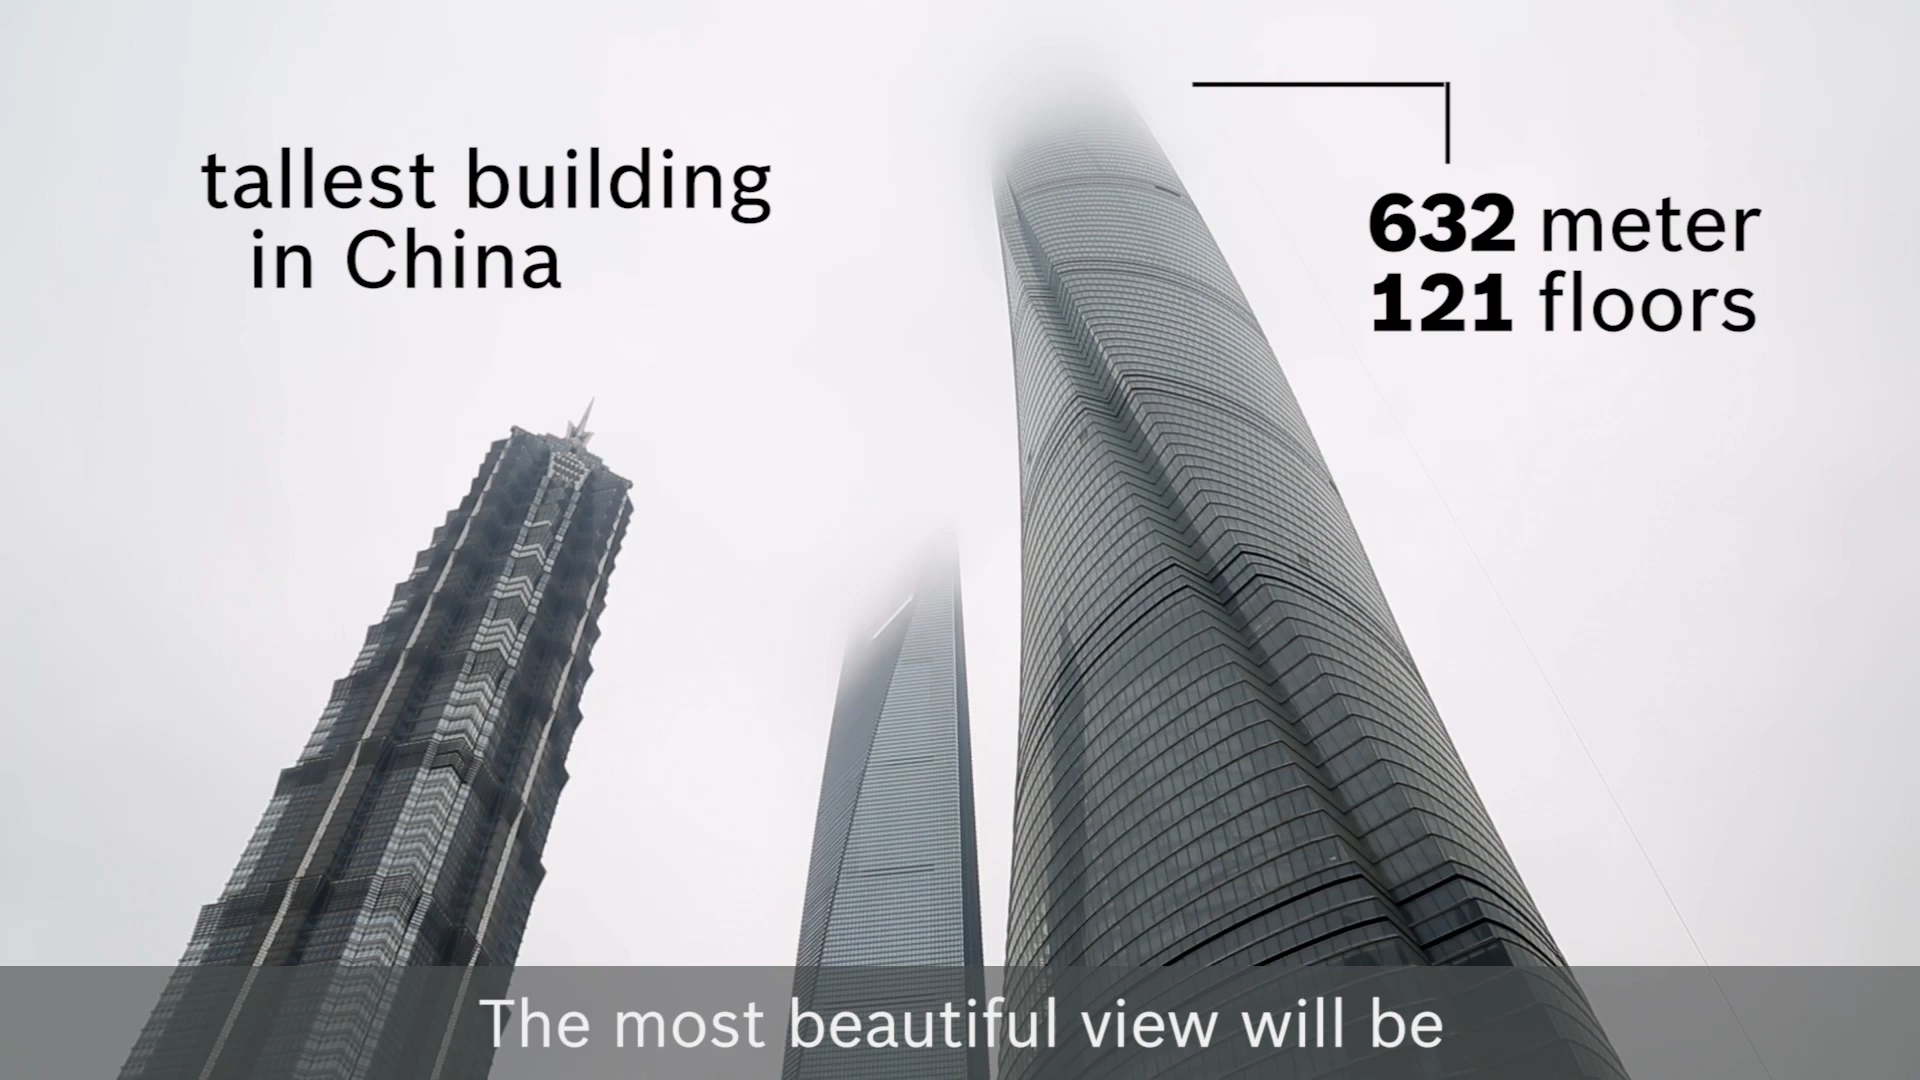 tallest building
in China
632 meter
121 floors
The most beautiful view will be